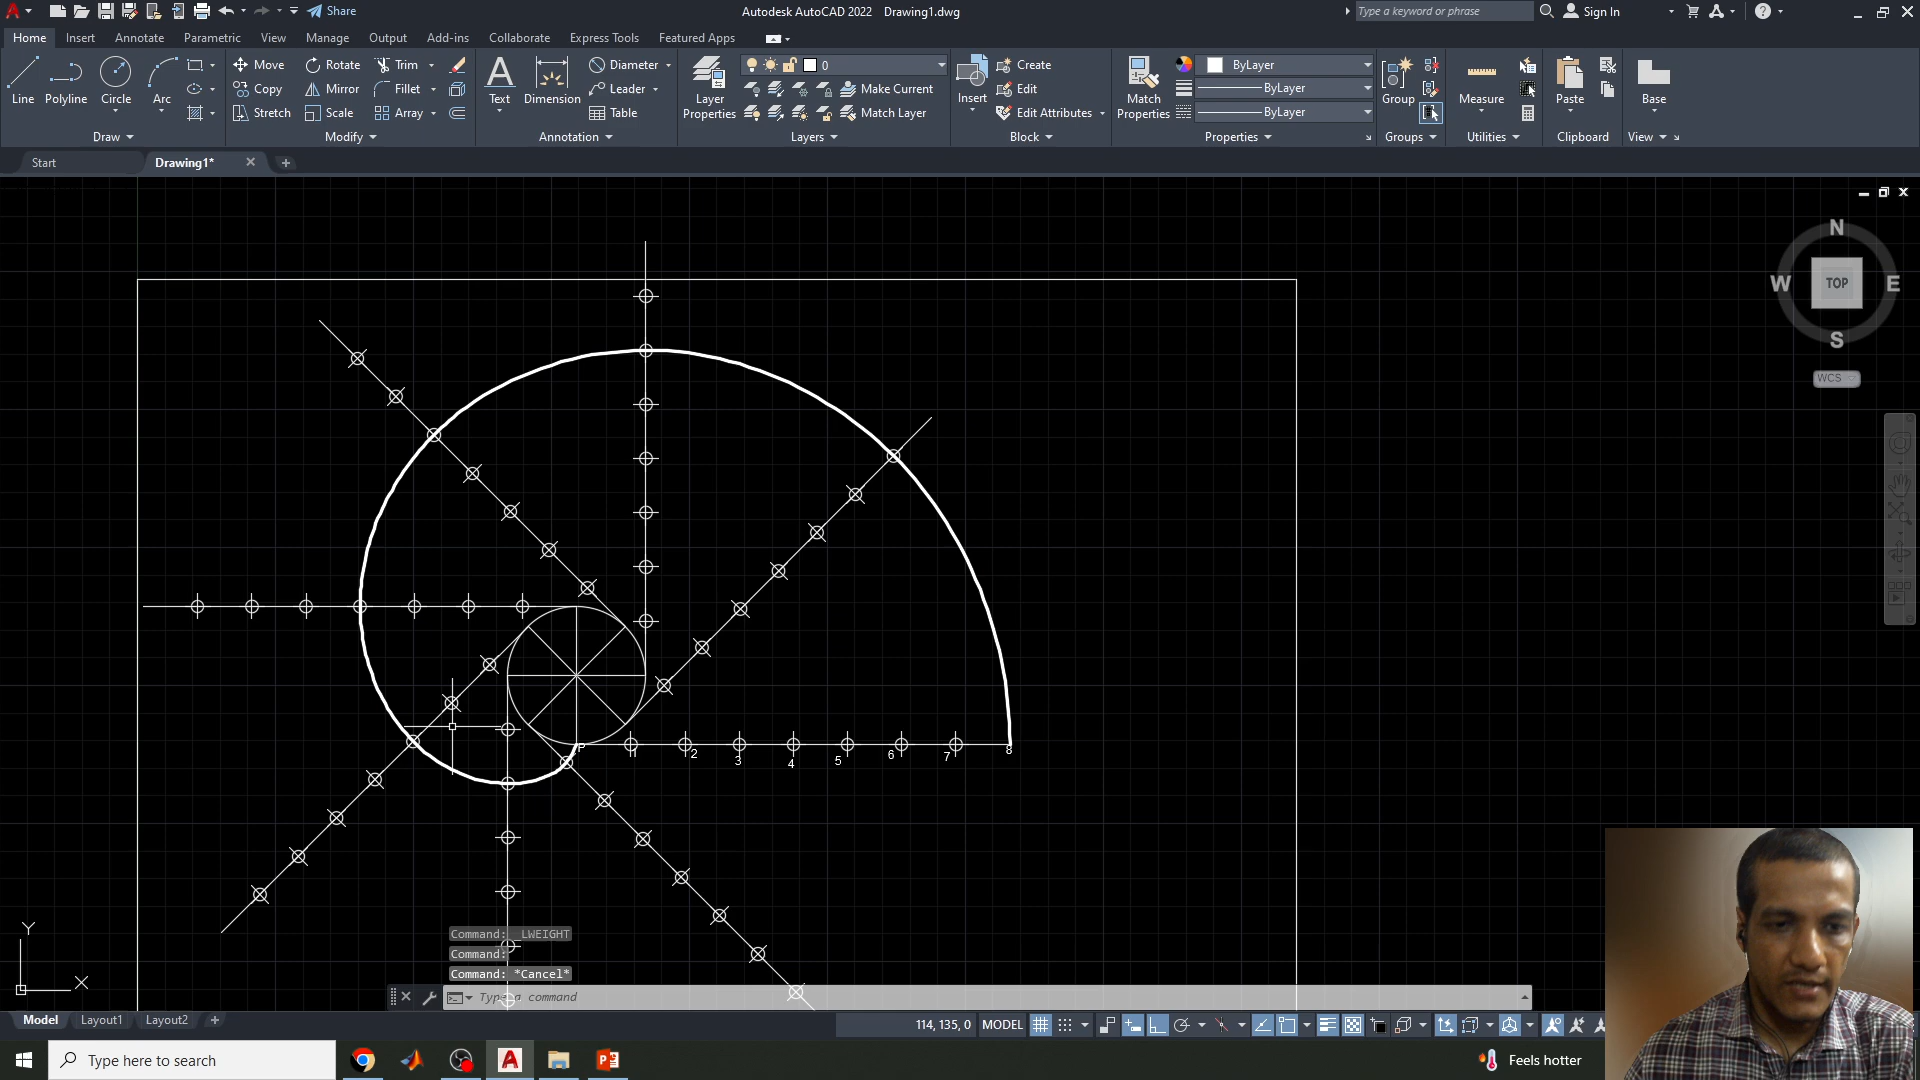 Share
Autodesk AutoCAD 2022 Drawing1.dwg
Type a keyword or phrase
Sign In
Home Insert Annotate Parametric View Manage Output Add-ins Collaborate Express Tools Featured Apps
Line Polyline Circle Arc
Move Rotate Trim
Copy Mirror Fillet
Stretch Scale Array
Text Dimension
Diameter
Leader
Table
Layer Properties
0
Make Current
Match Layer
Insert
Create
Edit
Edit Attributes
Match Properties
ByLayer
ByLayer
ByLayer
Group
Measure
Paste
Base
Draw Modify Annotation Layers Block Properties Groups Utilities Clipboard View
Start Drawing1*
N
W TOP E
S
WCS
P 1 2 3 4 5 6 7 8
Y
X
Command: LWEIGHT
Command:
Command: *Cancel*
Type a command
Model Layout1 Layout2
114, 135, 0 MODEL
Type here to search
Feels hotter